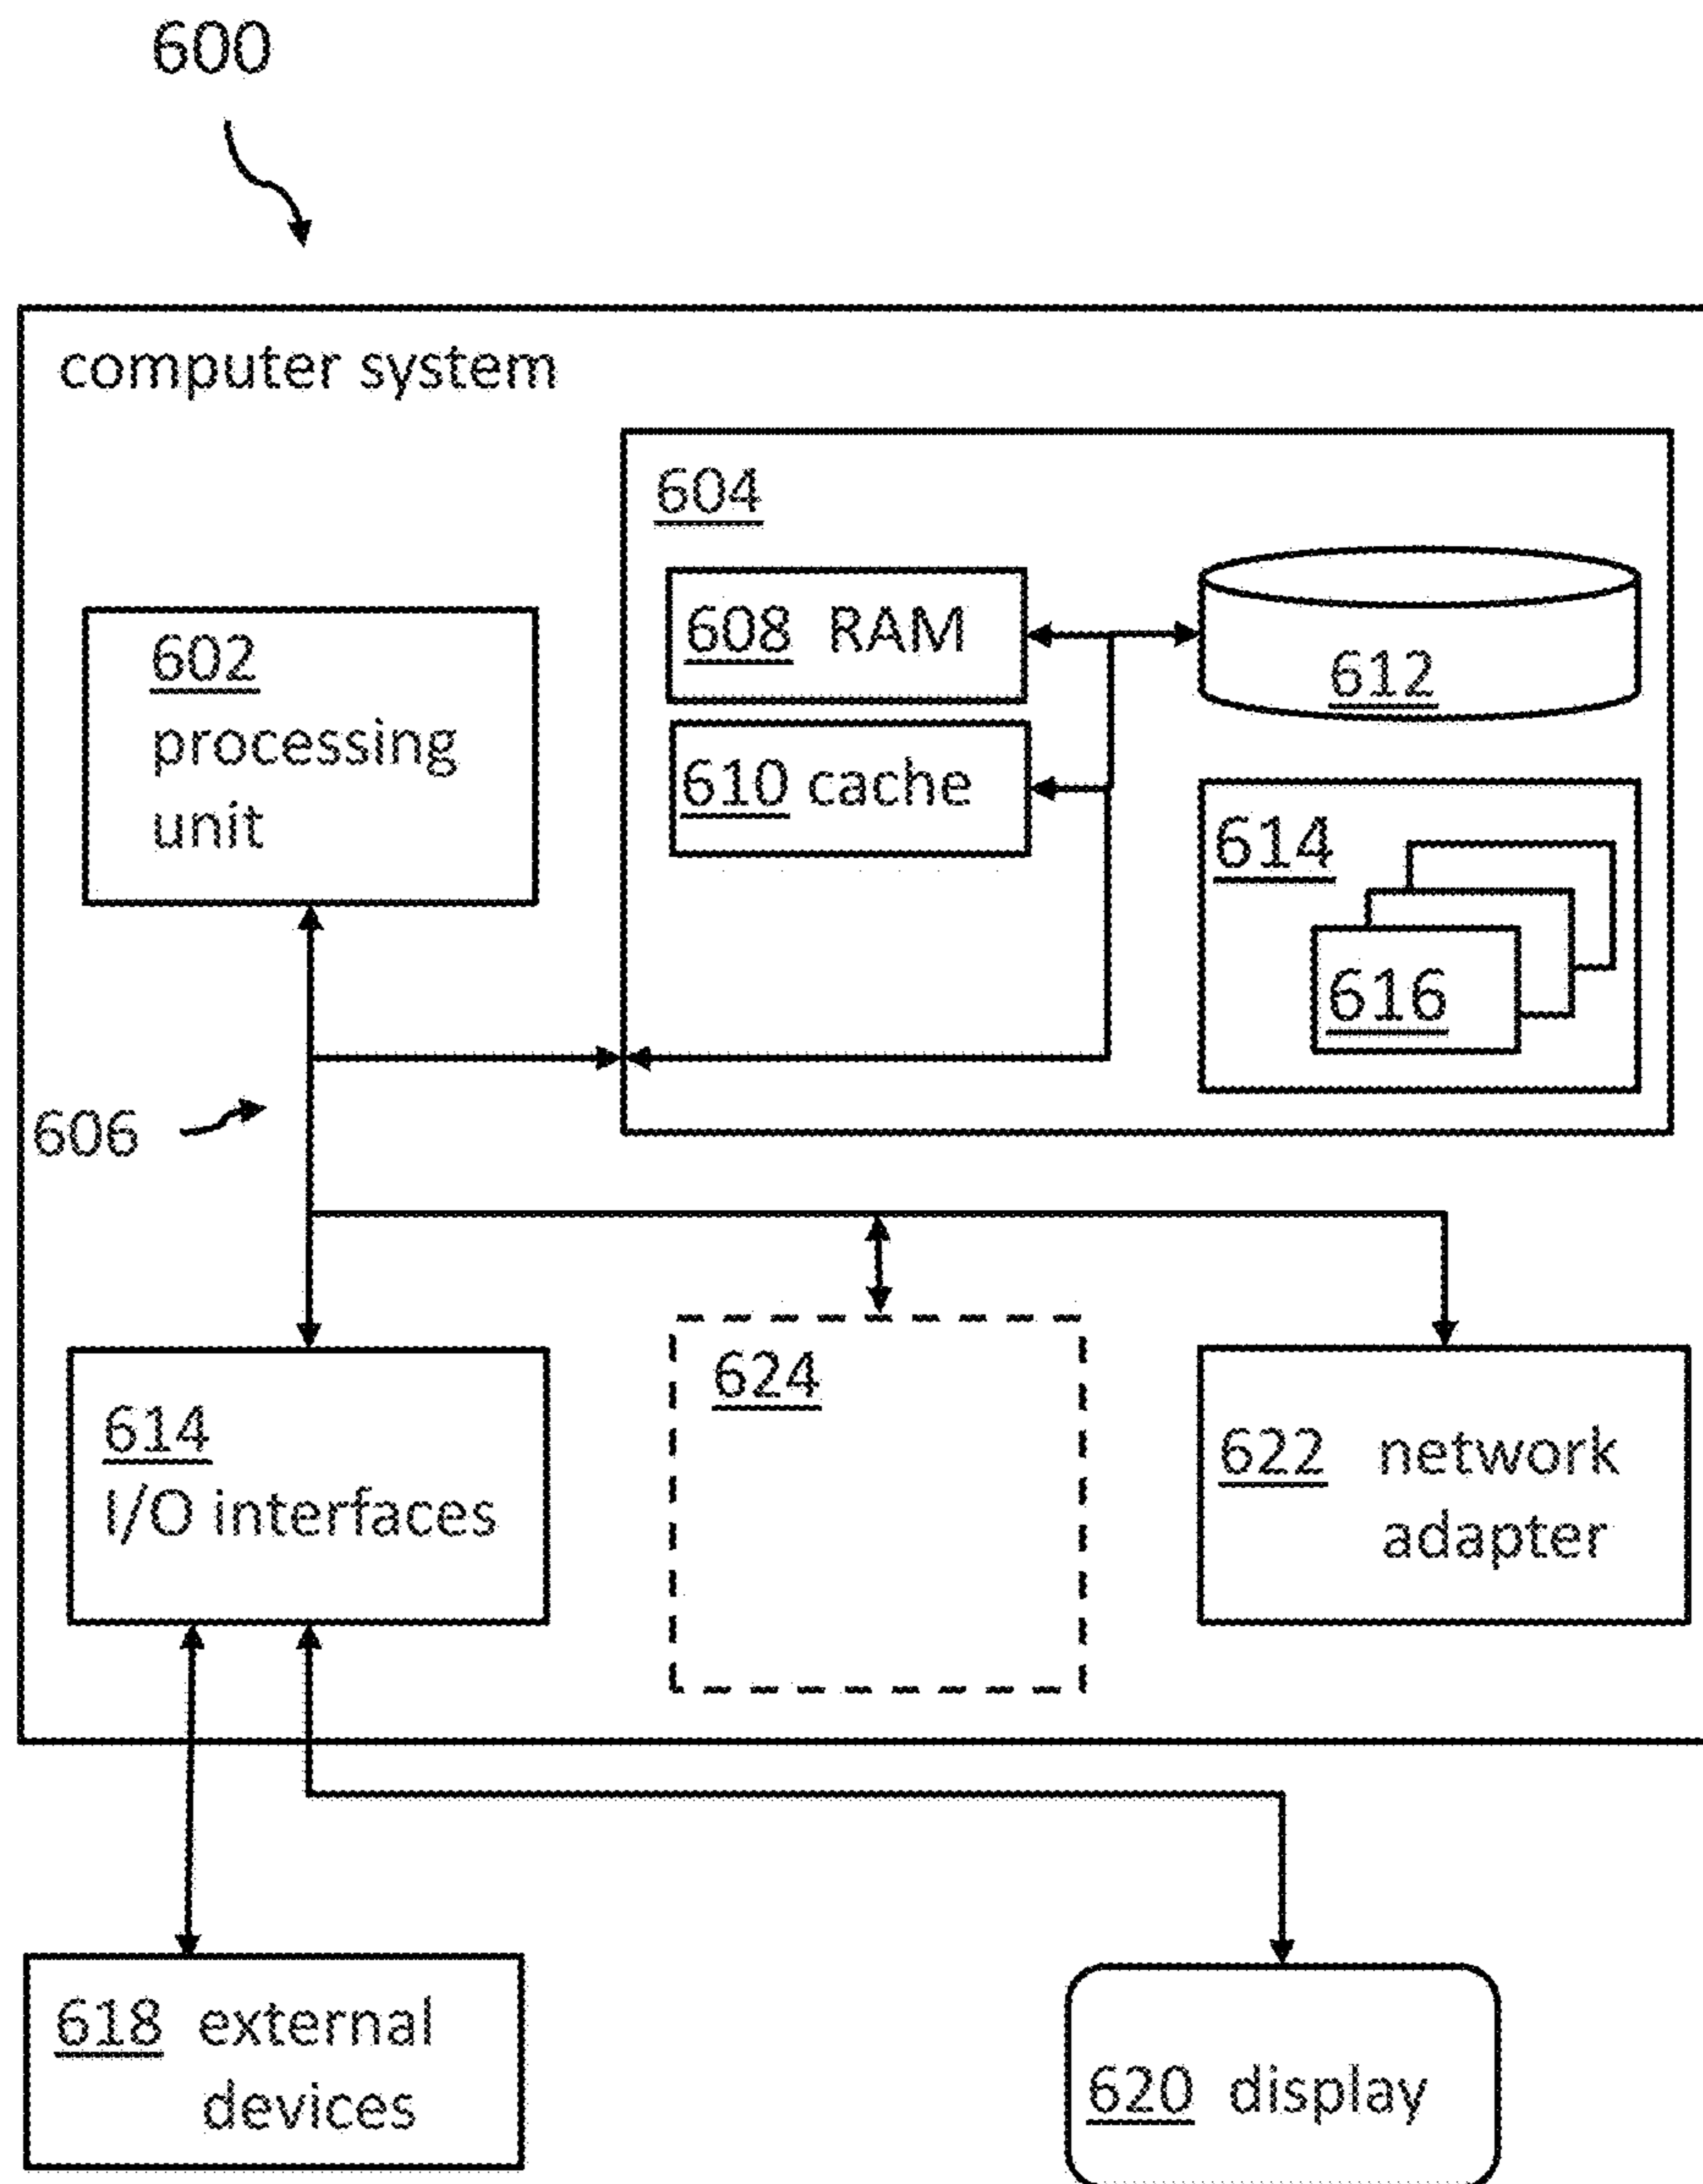 600
computer system
604
602
processing
unit
608 RAM
612
610 cache
614
616
606
614
I/O interfaces
624
622 network
adapter
618 external
devices
620 display